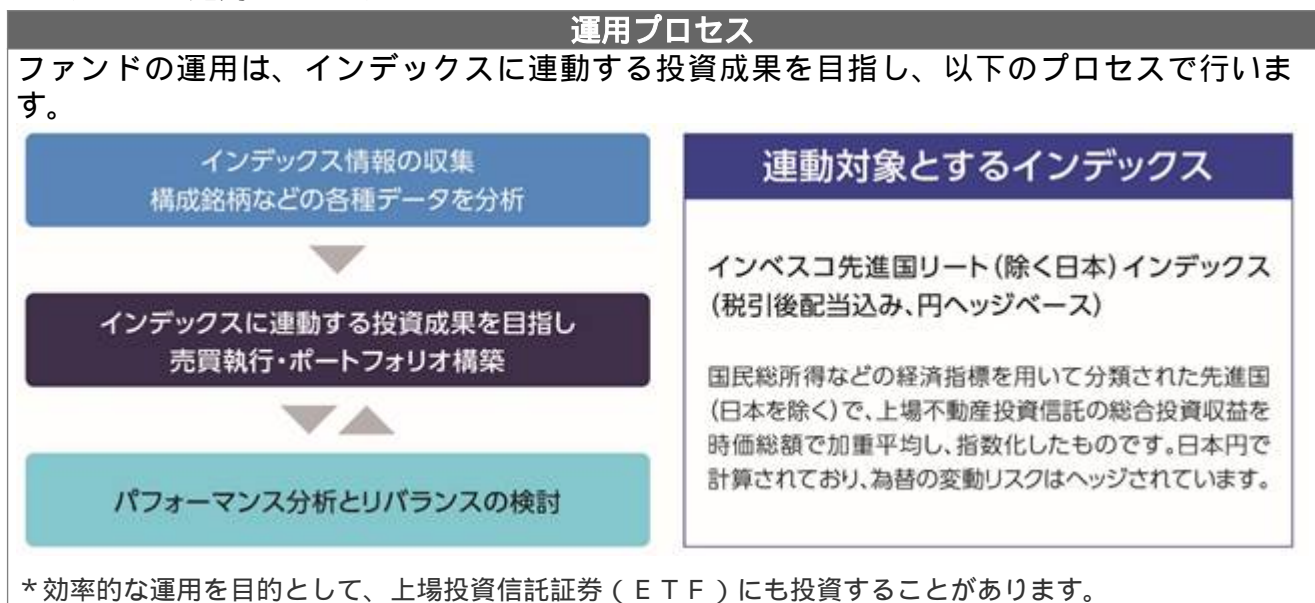 運用プロセス
ファンドの運用は、インデックスに連動する投資成果を目指し、以下のプロセスで行いま
す。
インデックス情報の収集
構成銘柄などの各種データを分析
インデックスに連動する投資成果を目指し
売買執行・ポートフォリオ構築
パフォーマンス分析とリバランスの検討
連動対象とするインデックス
インベスコ先進国リート(除く日本)インデックス
(税引後配当込み、円ヘッジベース)
国民総所得などの経済指標を用いて分類された先進国
(日本を除く)で、上場不動産投資信託の総合投資収益を
時価総額で加重平均し、指数化したものです。日本円で
計算されており、為替の変動リスクはヘッジされています。
*効率的な運用を目的として、上場投資信託証券(ETF)にも投資することがあります。